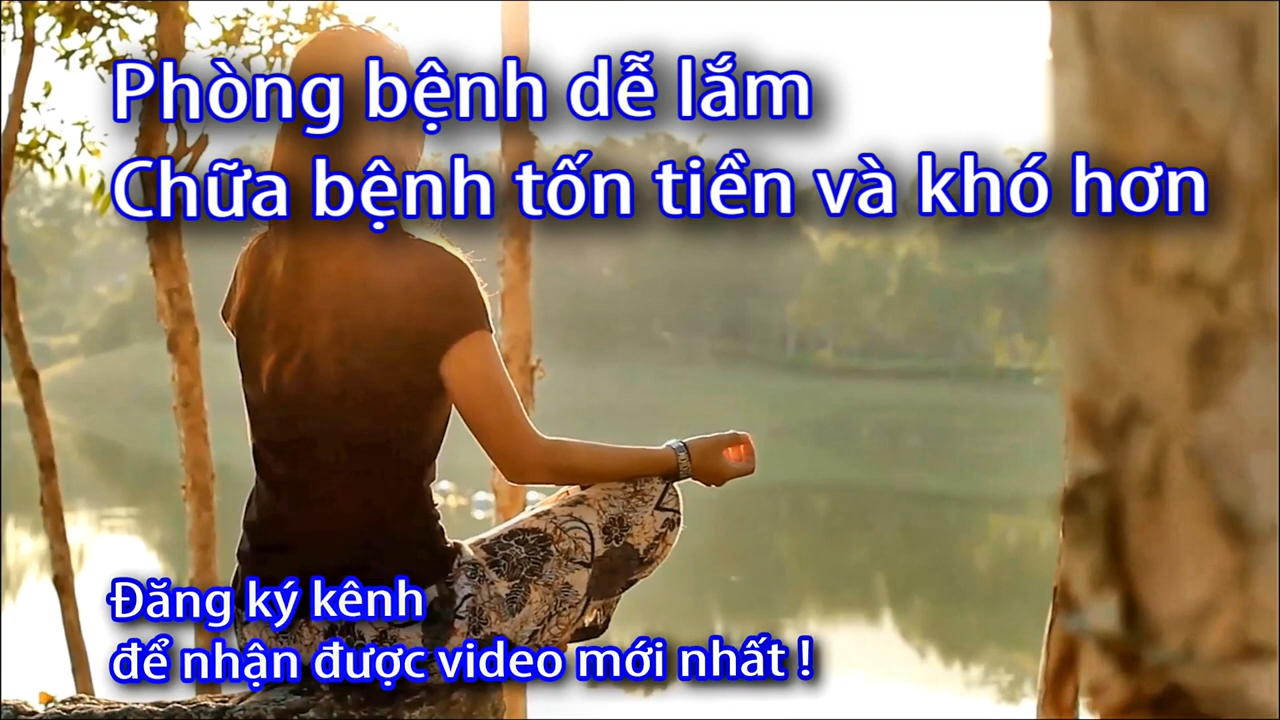 Phòng bệnh dễ lắm
Chữa bệnh tốn tiền và khó hơn
Đăng ký kênh
để nhận được video mới nhất !